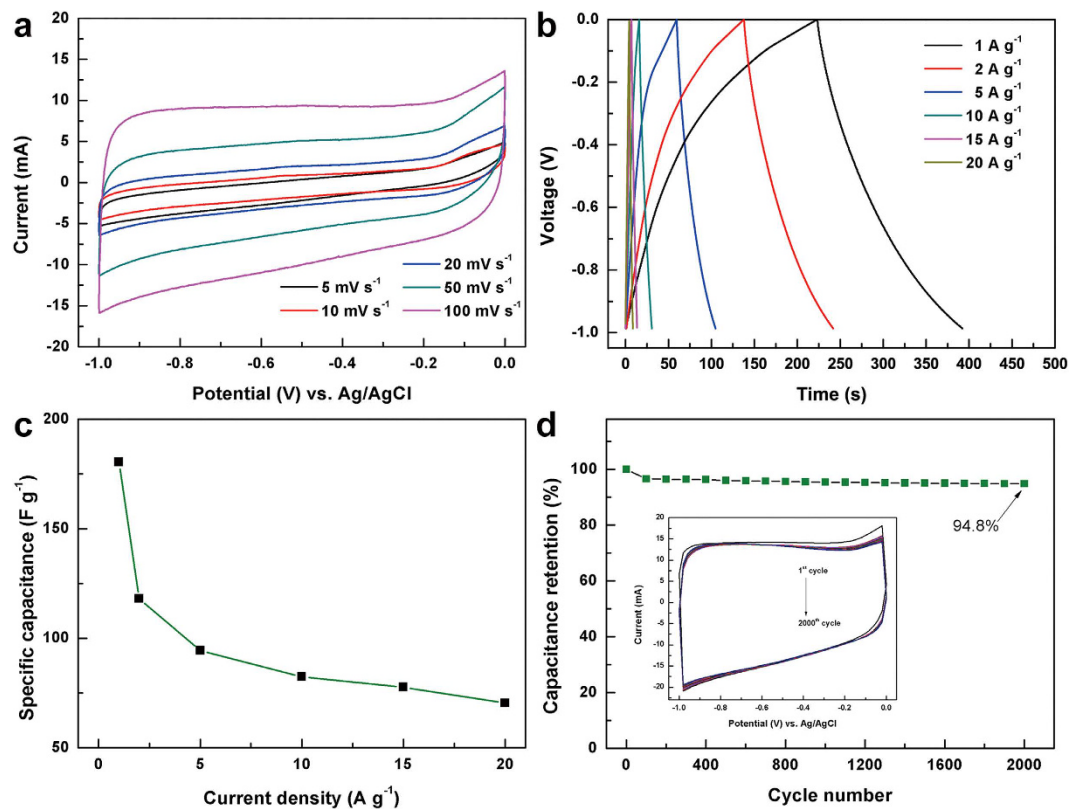 a
Current (mA)
20
15
10
5
0
-5
-10
-15
-20
5 mV s⁻¹
10 mV s⁻¹
20 mV s⁻¹
50 mV s⁻¹
100 mV s⁻¹
-1.0 -0.8 -0.6 -0.4 -0.2 0.0
Potential (V) vs. Ag/AgCl
b
Voltage (V)
0.0
-0.2
-0.4
-0.6
-0.8
-1.0
1 A g⁻¹
2 A g⁻¹
5 A g⁻¹
10 A g⁻¹
15 A g⁻¹
20 A g⁻¹
0 50 100 150 200 250 300 350 400 450 500
Time (s)
c
Specific capacitance (F g⁻¹)
200
150
100
50
0 5 10 15 20
Current density (A g⁻¹)
d
Capacitance retention (%)
100
80
60
40
20
0
94.8%
Current (mA)
20
15
10
5
0
-5
-10
-15
-20
1ˢᵗ cycle
2000ᵗʰ cycle
-1.0 -0.8 -0.6 -0.4 -0.2 0.0
Potential (V) vs. Ag/AgCl
0 400 800 1200 1600 2000
Cycle number